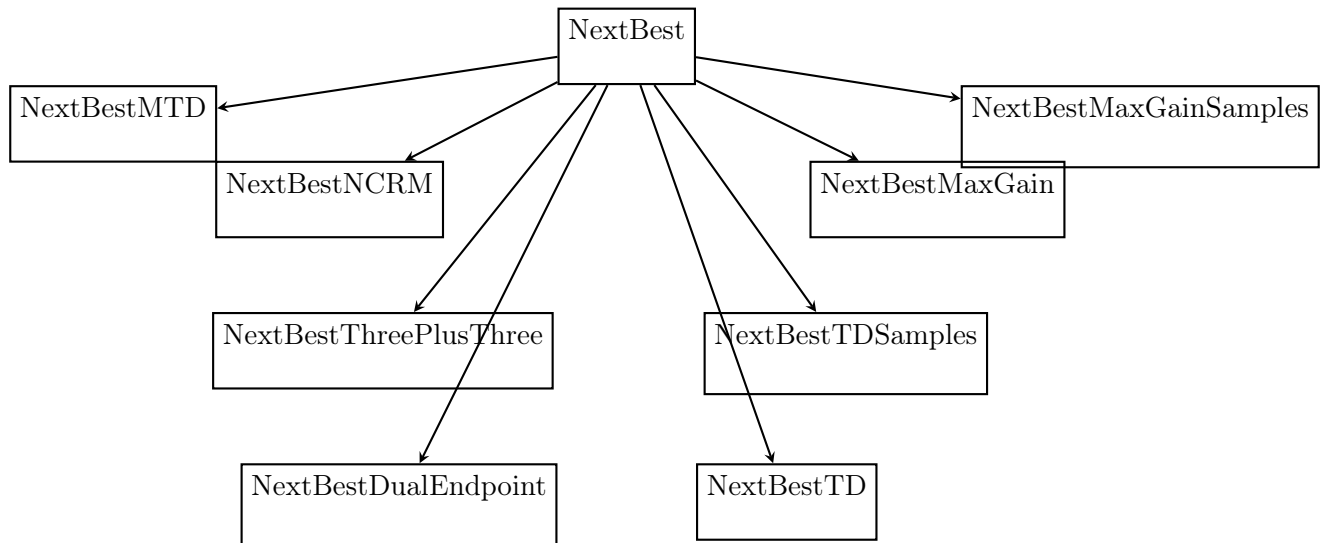 NextBest
NextBestMTD
NextBestMaxGainSamples
NextBestNCRM
NextBestMaxGain
NextBestThreePlusThree
NextBestTDSamples
NextBestDualEndpoint
NextBestTD